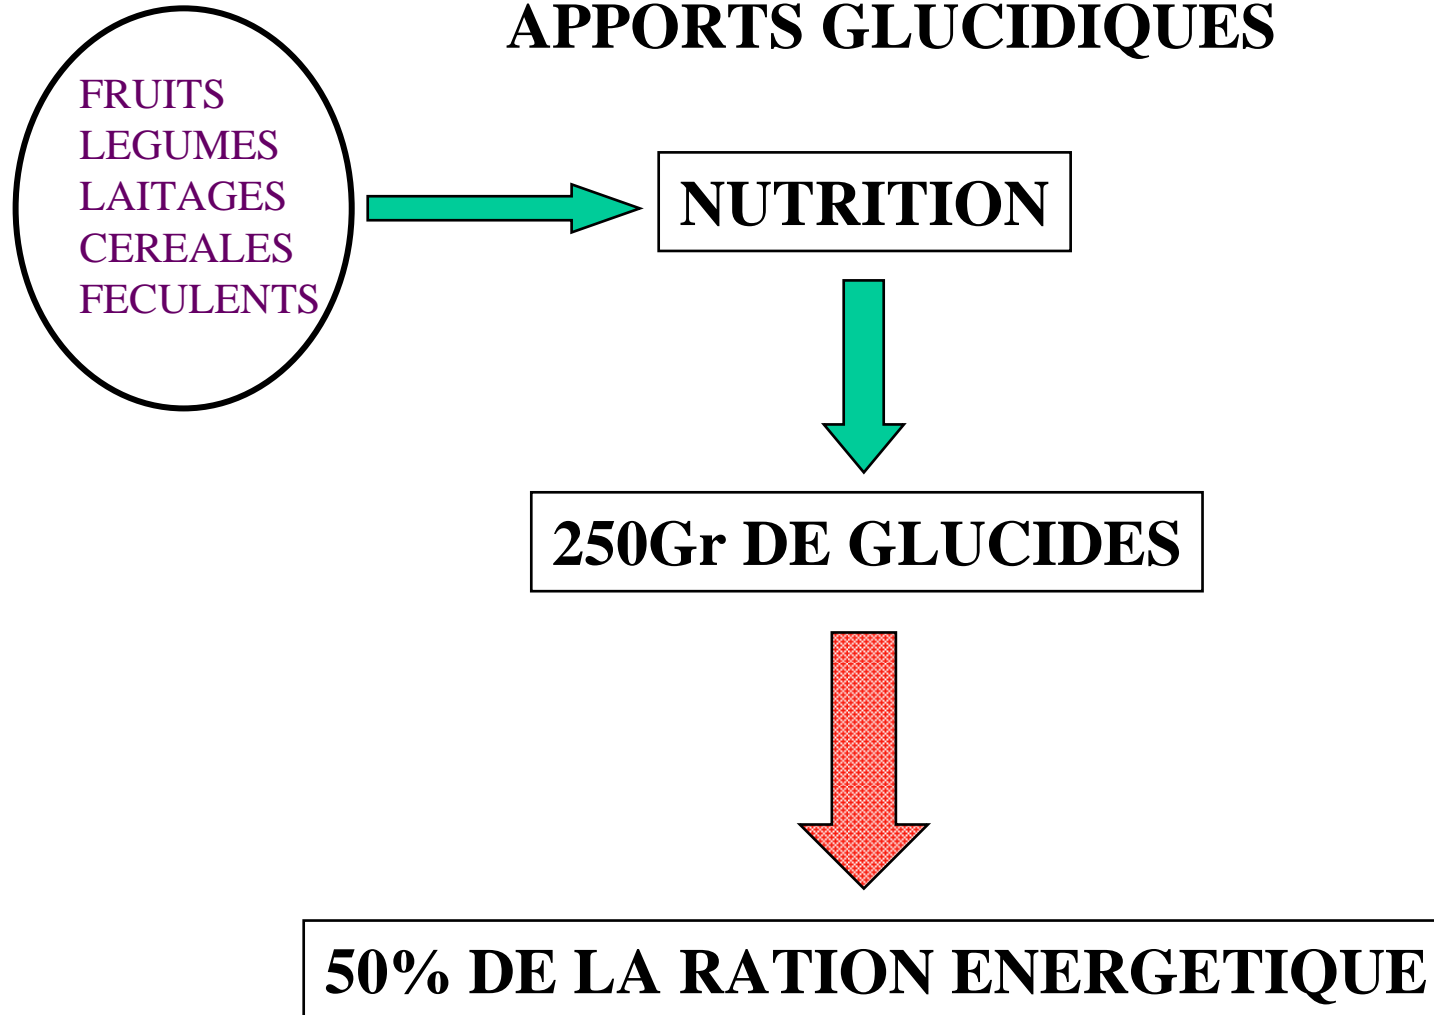 APPORTS GLUCIDIQUES
FRUITS
LEGUMES
LAITAGES
CEREALES
FECULENTS
NUTRITION
250Gr DE GLUCIDES
50% DE LA RATION ENERGETIQUE